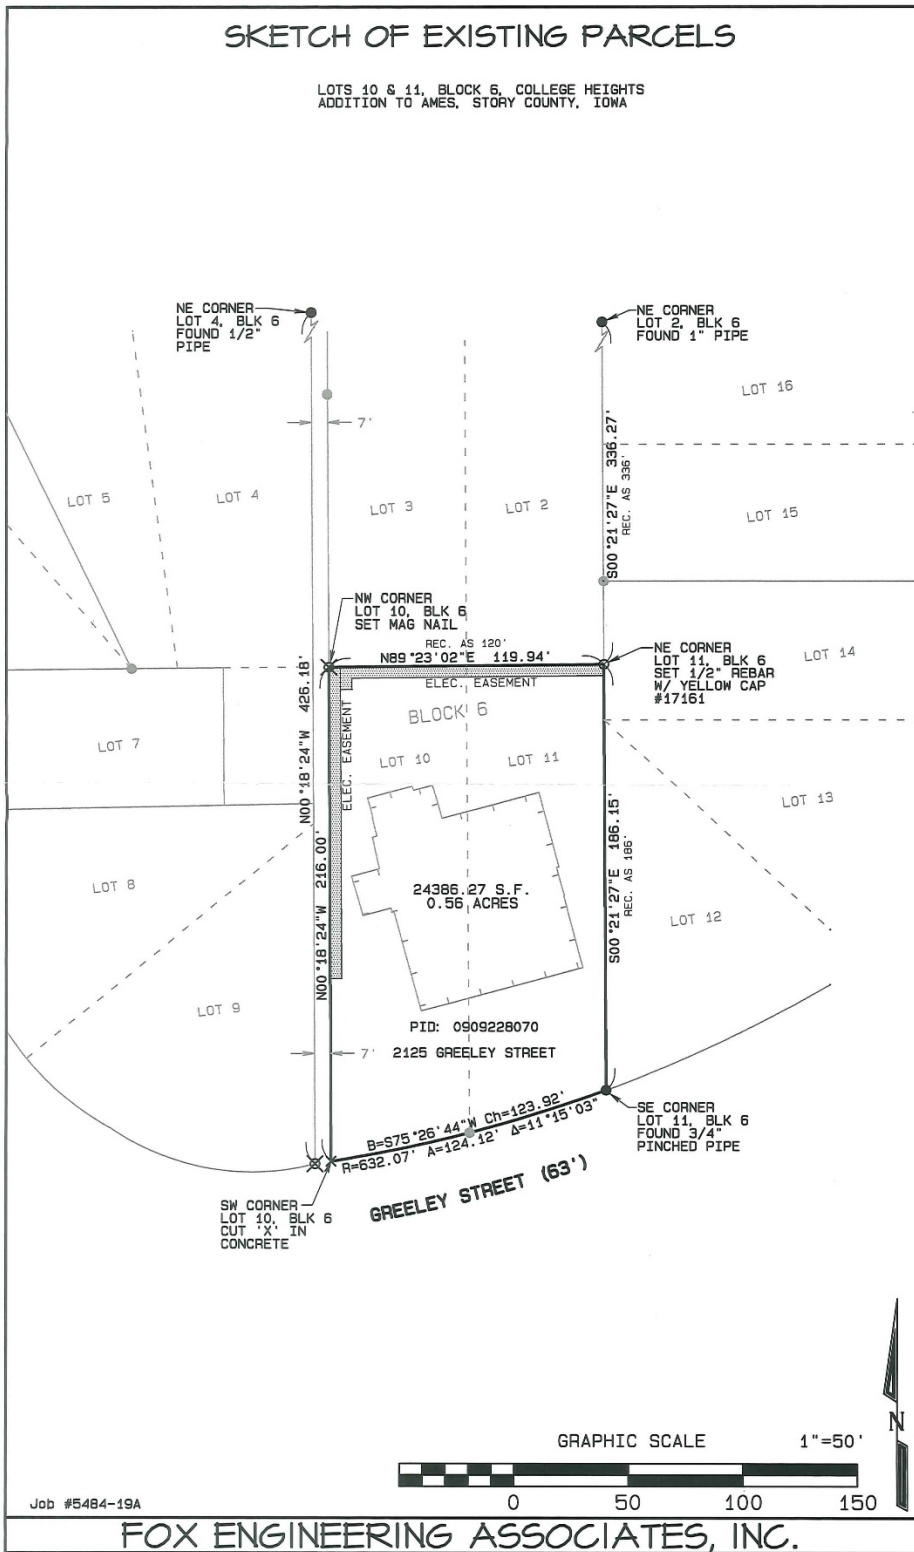 SKETCH OF EXISTING PARCELS
LOTS 10 & 11, BLOCK 6, COLLEGE HEIGHTS
ADDITION TO AMES, STORY COUNTY, IOWA
NE CORNER
LOT 4, BLK 6
FOUND 1/2"
PIPE
NE CORNER
LOT 2, BLK 6
FOUND 1" PIPE
LOT 16
7'
S00°21'27"E 336.27'
REC. AS 336'
LOT 5
LOT 4
LOT 3
LOT 2
LOT 15
NW CORNER
LOT 10, BLK 6
SET MAG NAIL
REC. AS 120'
N89°23'02"E 119.94'
NE CORNER
LOT 11, BLK 6
SET 1/2" REBAR
W/ YELLOW CAP
#17161
LOT 14
ELEC. EASEMENT
N00°18'24"W 426.18'
ELEC. EASEMENT
BLOCK 6
LOT 7
LOT 10
LOT 11
LOT 13
N00°18'24"W 216.00'
S00°21'27"E 186.15'
REC. AS 186'
LOT 8
24386.27 S.F.
0.56 ACRES
LOT 12
LOT 9
PID: 0909228070
7'
2125 GREELEY STREET
B=S75°26'44"W Ch=123.92'
R=632.07' A=124.12' Δ=11°15'03"
SE CORNER
LOT 11, BLK 6
FOUND 3/4"
PINCHED PIPE
GREELEY STREET (63')
SW CORNER
LOT 10, BLK 6
CUT 'X' IN
CONCRETE
N
GRAPHIC SCALE 1"=50'
0 50 100 150
Job #5484-19A
FOX ENGINEERING ASSOCIATES, INC.